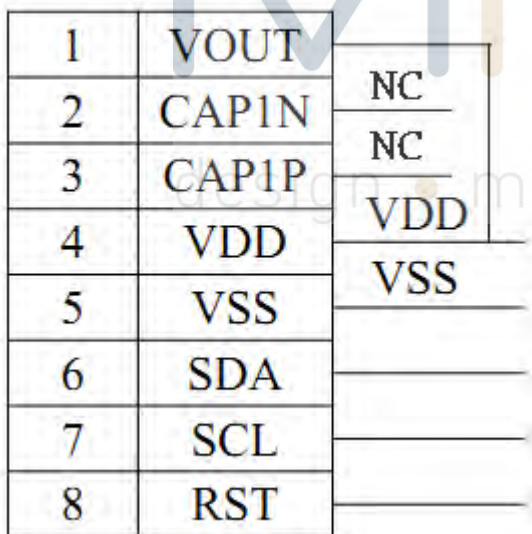 1 VOUT
2 CAP1N NC
3 CAP1P NC
4 VDD VDD
5 VSS VSS
6 SDA
7 SCL
8 RST
design m